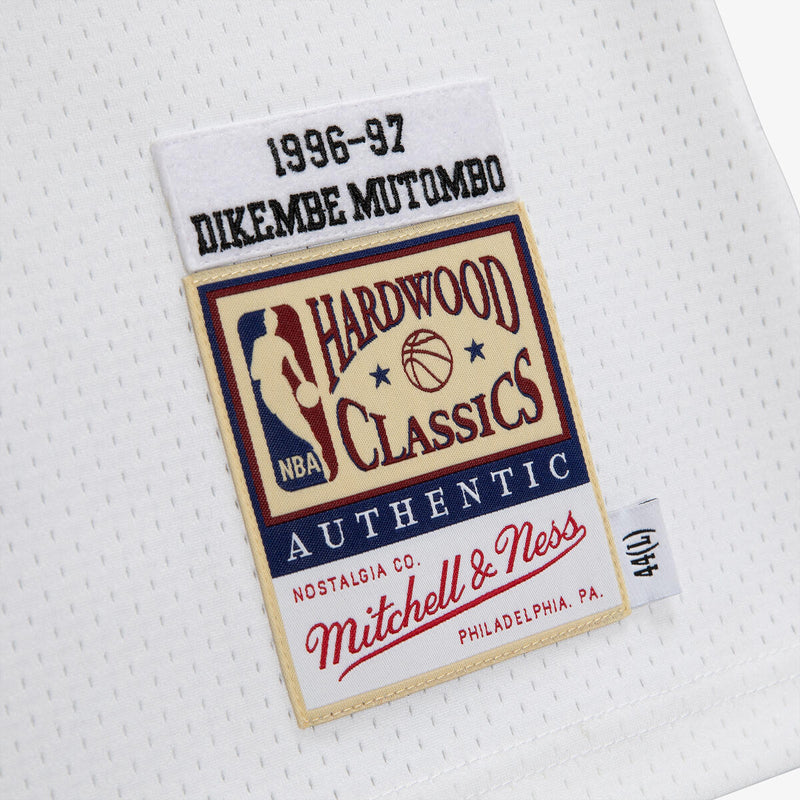 1996-97
DIKEMBE MUTOMBO
HARDWOOD
CLASSICS
NBA
AUTHENTIC
NOSTALGIA CO.
Mitchell & Ness
PHILADELPHIA, PA.
44(L)